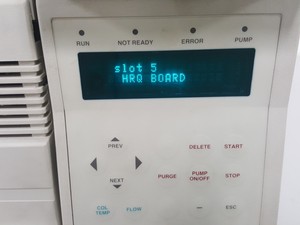 RUN NOT READY ERROR PUMP
slot 5
HRQ BOARD
PREV
DELETE START
NEXT
PURGE PUMP ON/OFF STOP
COL TEMP FLOW — ESC